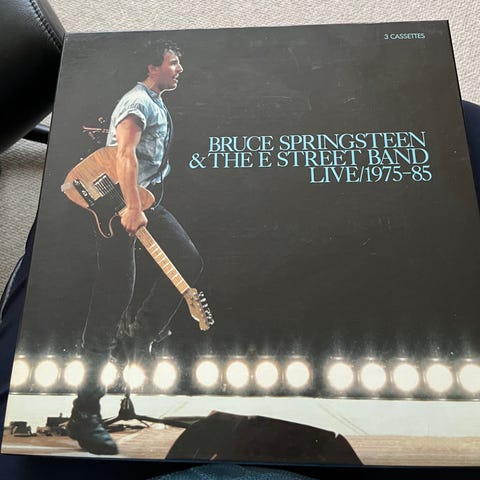 3 CASSETTES
BRUCE SPRINGSTEEN
& THE E STREET BAND
LIVE/1975–85